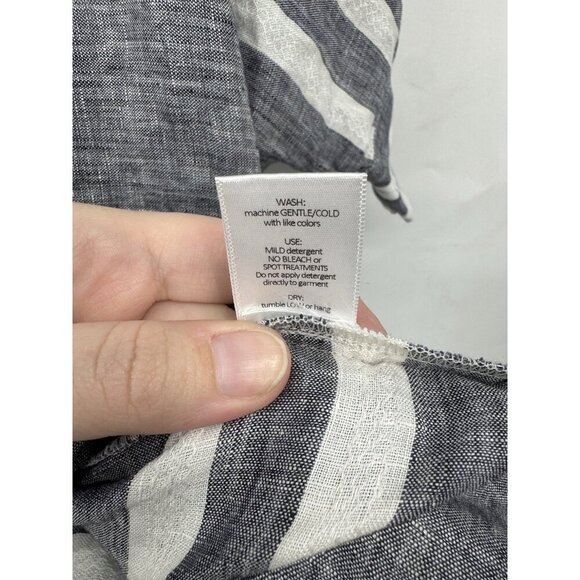 WASH:
machine GENTLE/COLD
with like colors
USE:
MILD detergent
NO BLEACH or
SPOT TREATMENTS
Do not apply detergent
directly to garment
DRY:
tumble LOW or hang